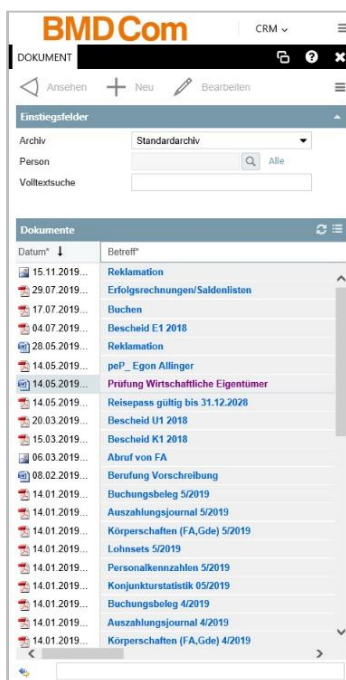 BMDCom
CRM
DOKUMENT
Ansehen Neu Bearbeiten
Einstiegsfelder
Archiv Standardarchiv
Person Alle
Volltextsuche
Dokumente
Datum* Betreff*
15.11.2019... Reklamation
29.07.2019... Erfolgsrechnungen/Saldenlisten
17.07.2019... Buchen
04.07.2019... Bescheid E1 2018
28.05.2019... Reklamation
14.05.2019... peP_ Egon Allinger
14.05.2019... Prüfung Wirtschaftliche Eigentümer
14.05.2019... Reisepass gültig bis 31.12.2028
20.03.2019... Bescheid U1 2018
15.03.2019... Bescheid K1 2018
06.03.2019... Abruf von FA
08.02.2019... Berufung Vorschreibung
14.01.2019... Buchungsbeleg 5/2019
14.01.2019... Auszahlungsjournal 5/2019
14.01.2019... Körperschaften (FA,Gde) 5/2019
14.01.2019... Lohnsets 5/2019
14.01.2019... Personalkennzahlen 5/2019
14.01.2019... Konjunkturstatistik 05/2019
14.01.2019... Buchungsbeleg 4/2019
14.01.2019... Auszahlungsjournal 4/2019
14.01.2019... Körperschaften (FA,Gde) 4/2019